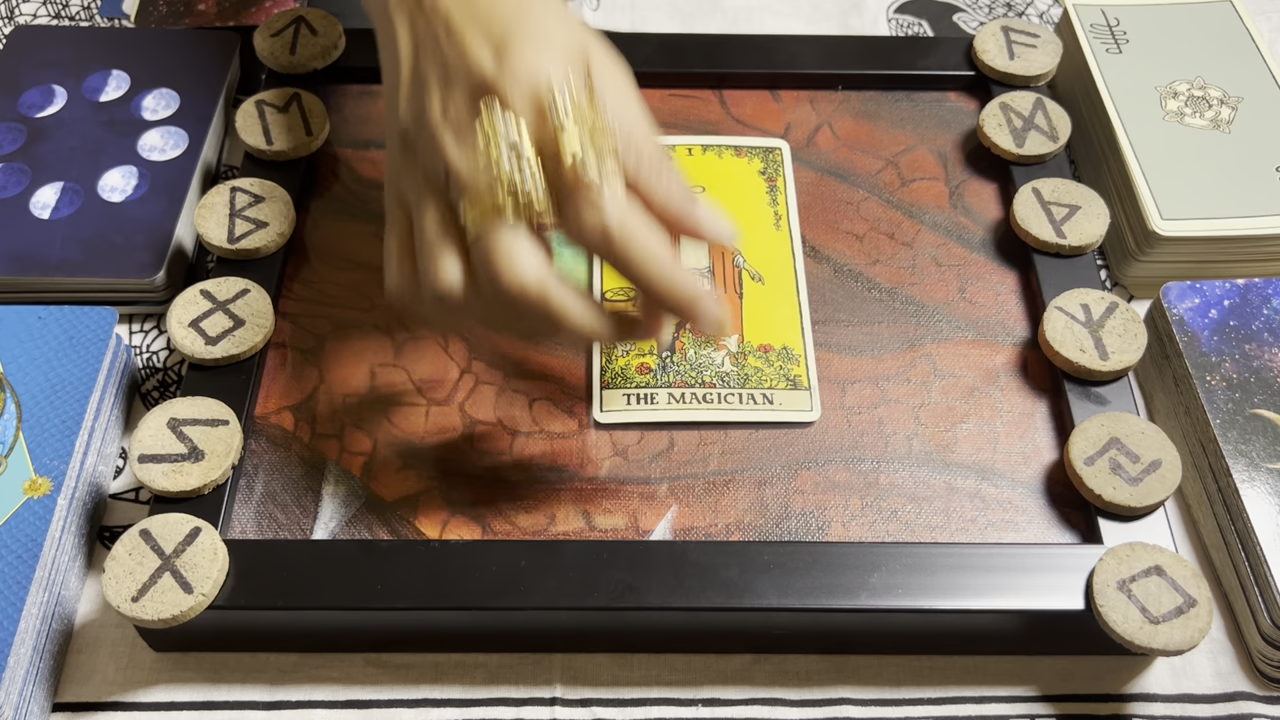 ᛏ
ᛖ
ᛒ
ᛟ
ᛊ
ᚷ
I
THE MAGICIAN.
ᚨ
ᛞ
ᚦ
ᛉ
ᛃ
ᛜ